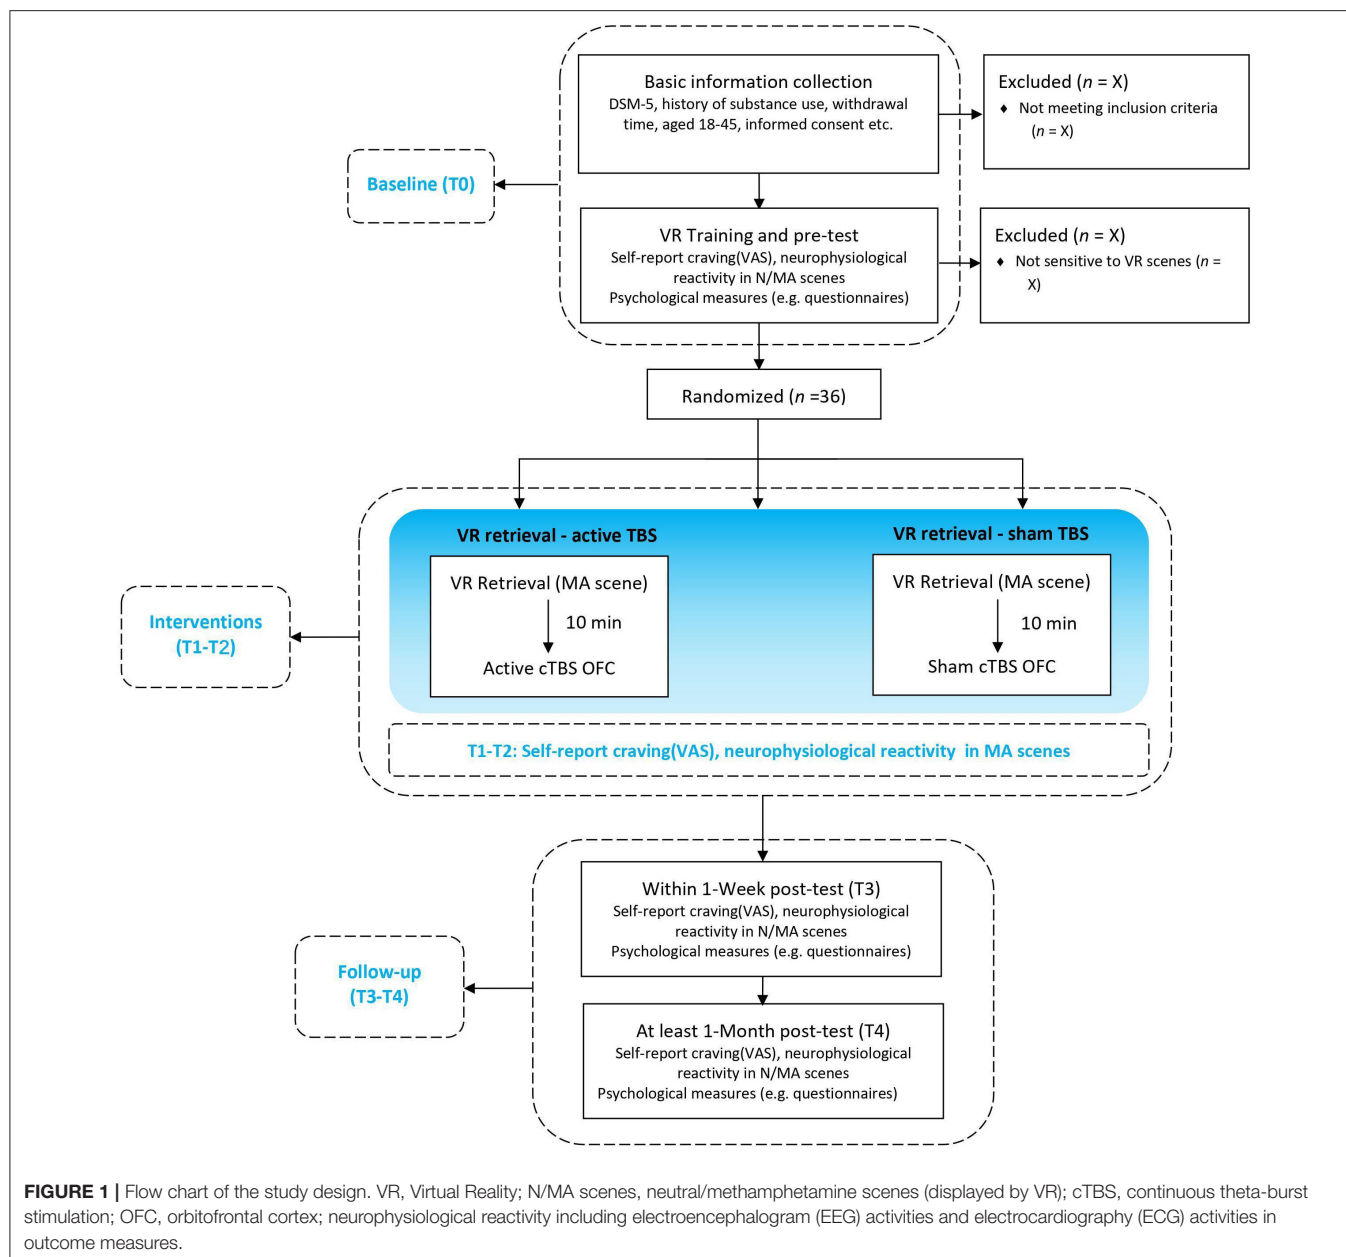 Basic information collection
DSM-5, history of substance use, withdrawal
time, aged 18-45, informed consent etc.
Excluded (n = X)
♦ Not meeting inclusion criteria
(n = X)
Baseline (T0)
VR Training and pre-test
Self-report craving(VAS), neurophysiological
reactivity in N/MA scenes
Psychological measures (e.g. questionnaires)
Excluded (n = X)
♦ Not sensitive to VR scenes (n =
X)
Randomized (n =36)
VR retrieval - active TBS
VR Retrieval (MA scene)
10 min
Active cTBS OFC
VR retrieval - sham TBS
VR Retrieval (MA scene)
10 min
Sham cTBS OFC
Interventions
(T1-T2)
T1-T2: Self-report craving(VAS), neurophysiological reactivity in MA scenes
Within 1-Week post-test (T3)
Self-report craving(VAS), neurophysiological
reactivity in N/MA scenes
Psychological measures (e.g. questionnaires)
Follow-up
(T3-T4)
At least 1-Month post-test (T4)
Self-report craving(VAS), neurophysiological
reactivity in N/MA scenes
Psychological measures (e.g. questionnaires)
FIGURE 1 | Flow chart of the study design. VR, Virtual Reality; N/MA scenes, neutral/methamphetamine scenes (displayed by VR); cTBS, continuous theta-burst
stimulation; OFC, orbitofrontal cortex; neurophysiological reactivity including electroencephalogram (EEG) activities and electrocardiography (ECG) activities in
outcome measures.